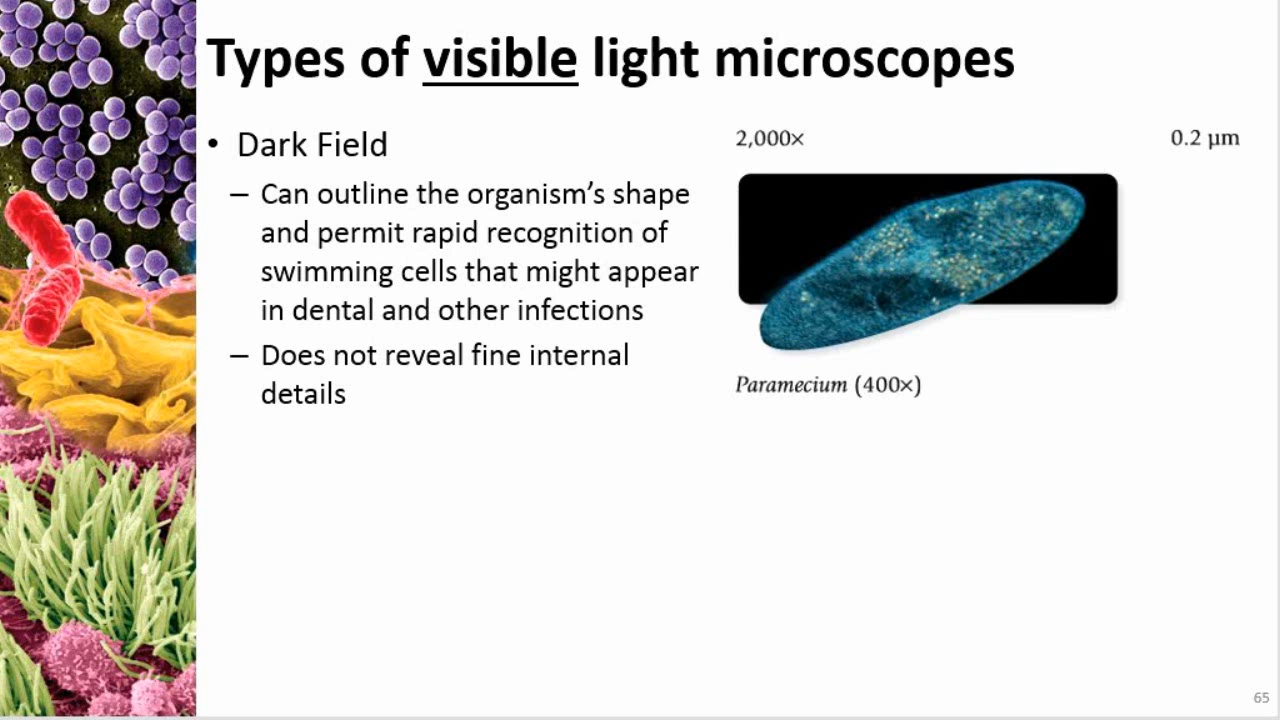 Types of visible light microscopes
• Dark Field
– Can outline the organism’s shape
and permit rapid recognition of
swimming cells that might appear
in dental and other infections
– Does not reveal fine internal
details
2,000× 0.2 µm
Paramecium (400×)
65